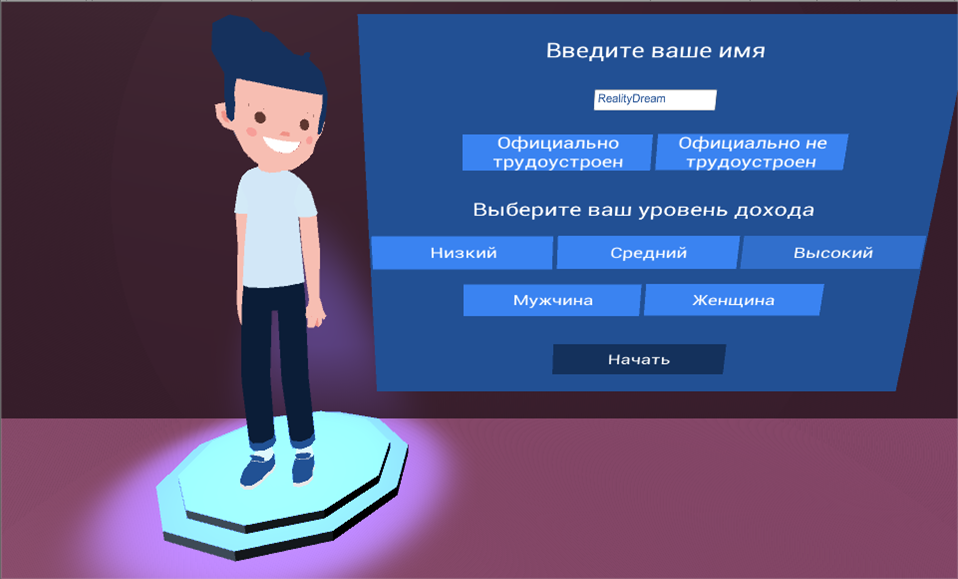 Введите ваше имя
RealityDream
Официально
трудоустроен
Официально не
трудоустроен
Выберите ваш уровень дохода
Низкий
Средний
Высокий
Мужчина
Женщина
Начать